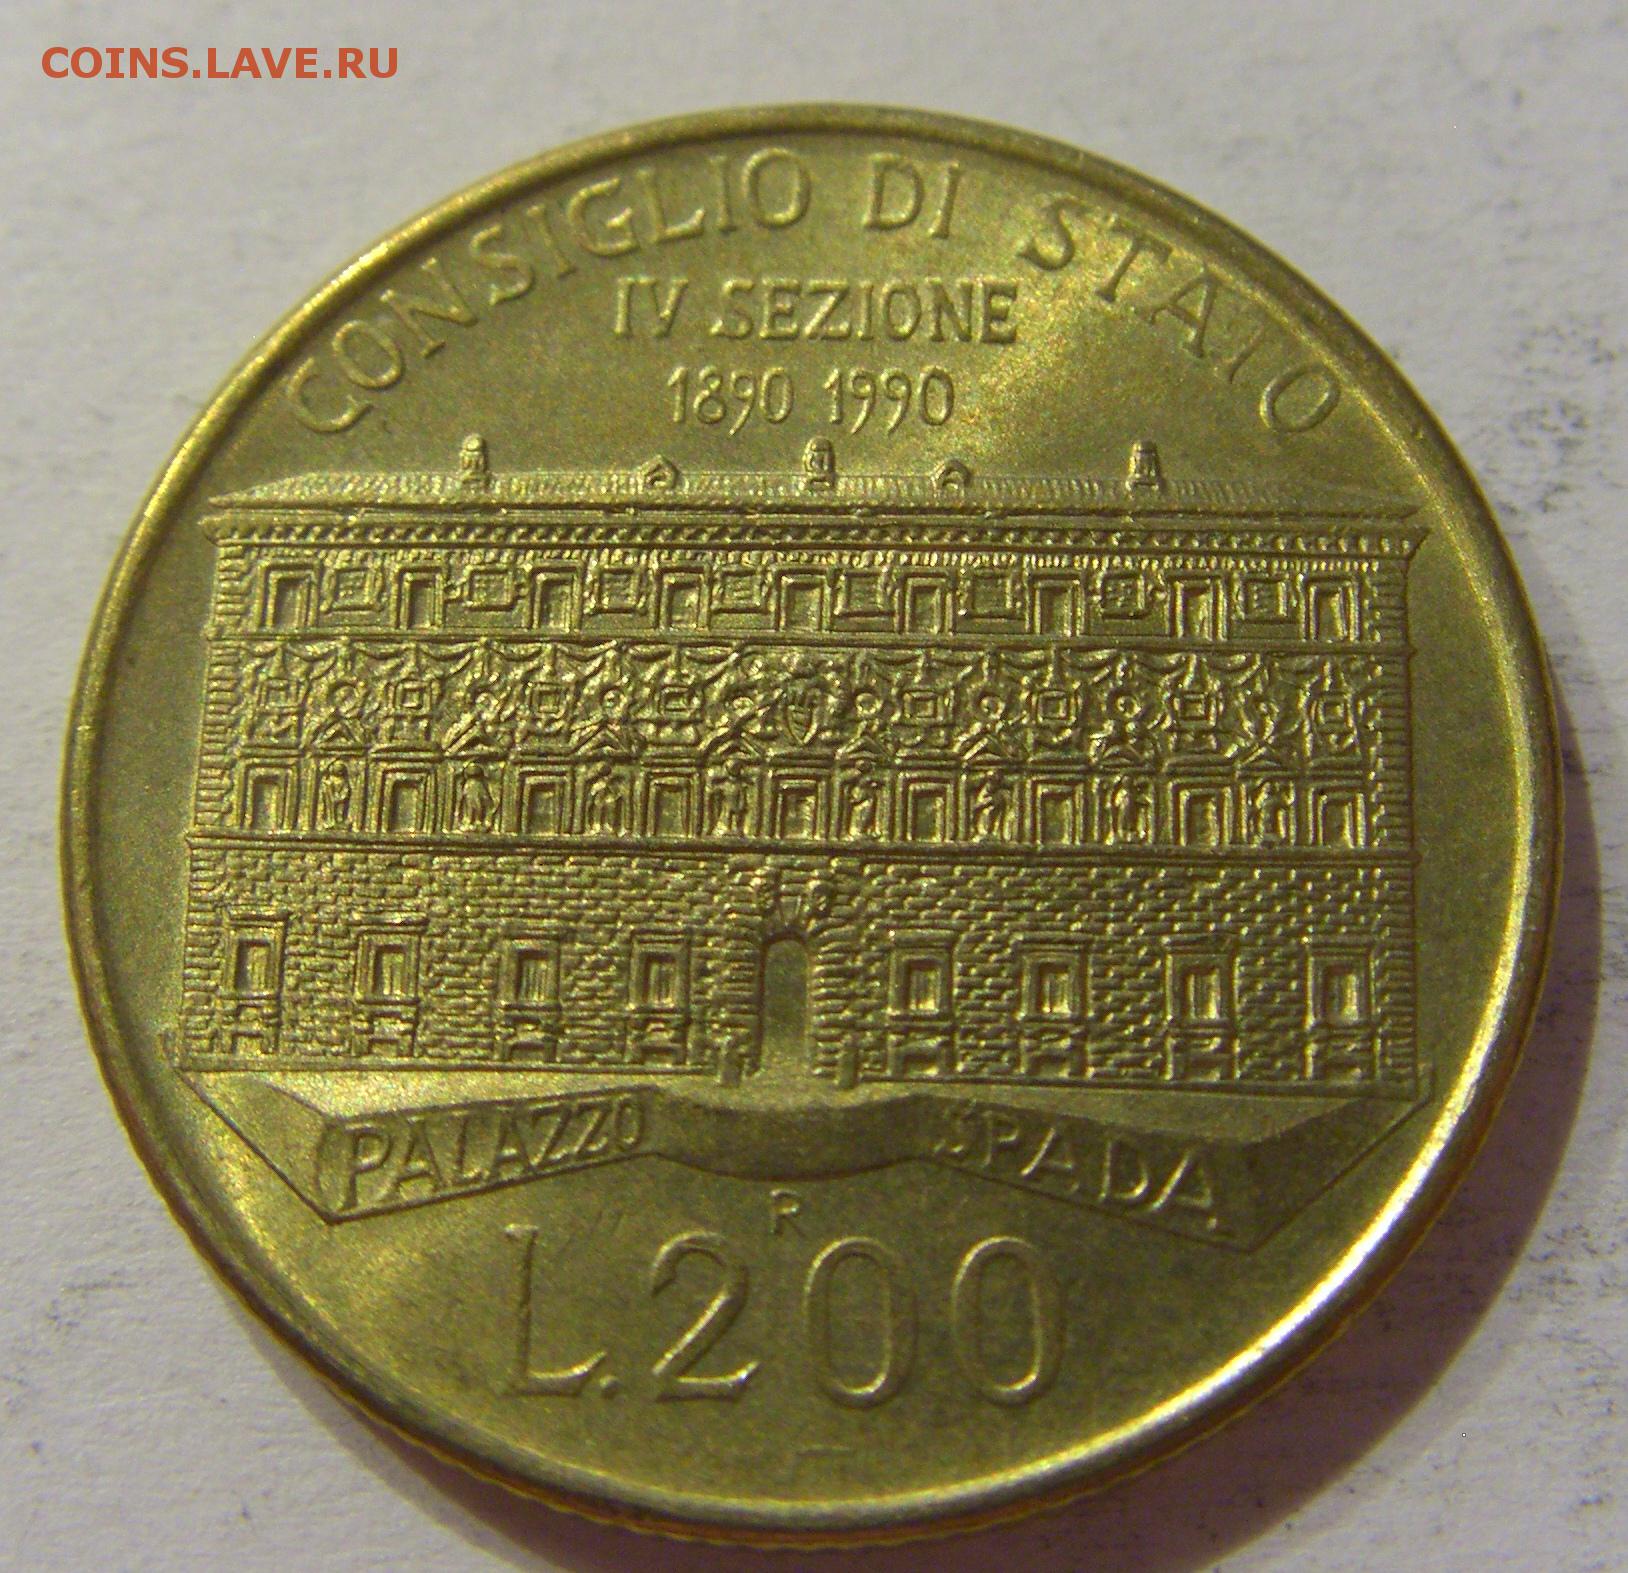 COINS.LAVE.RU
CONSIGLIO DI STATO
IV SEZIONE
1890 1990
PALAZZO SPADA
R
L.200